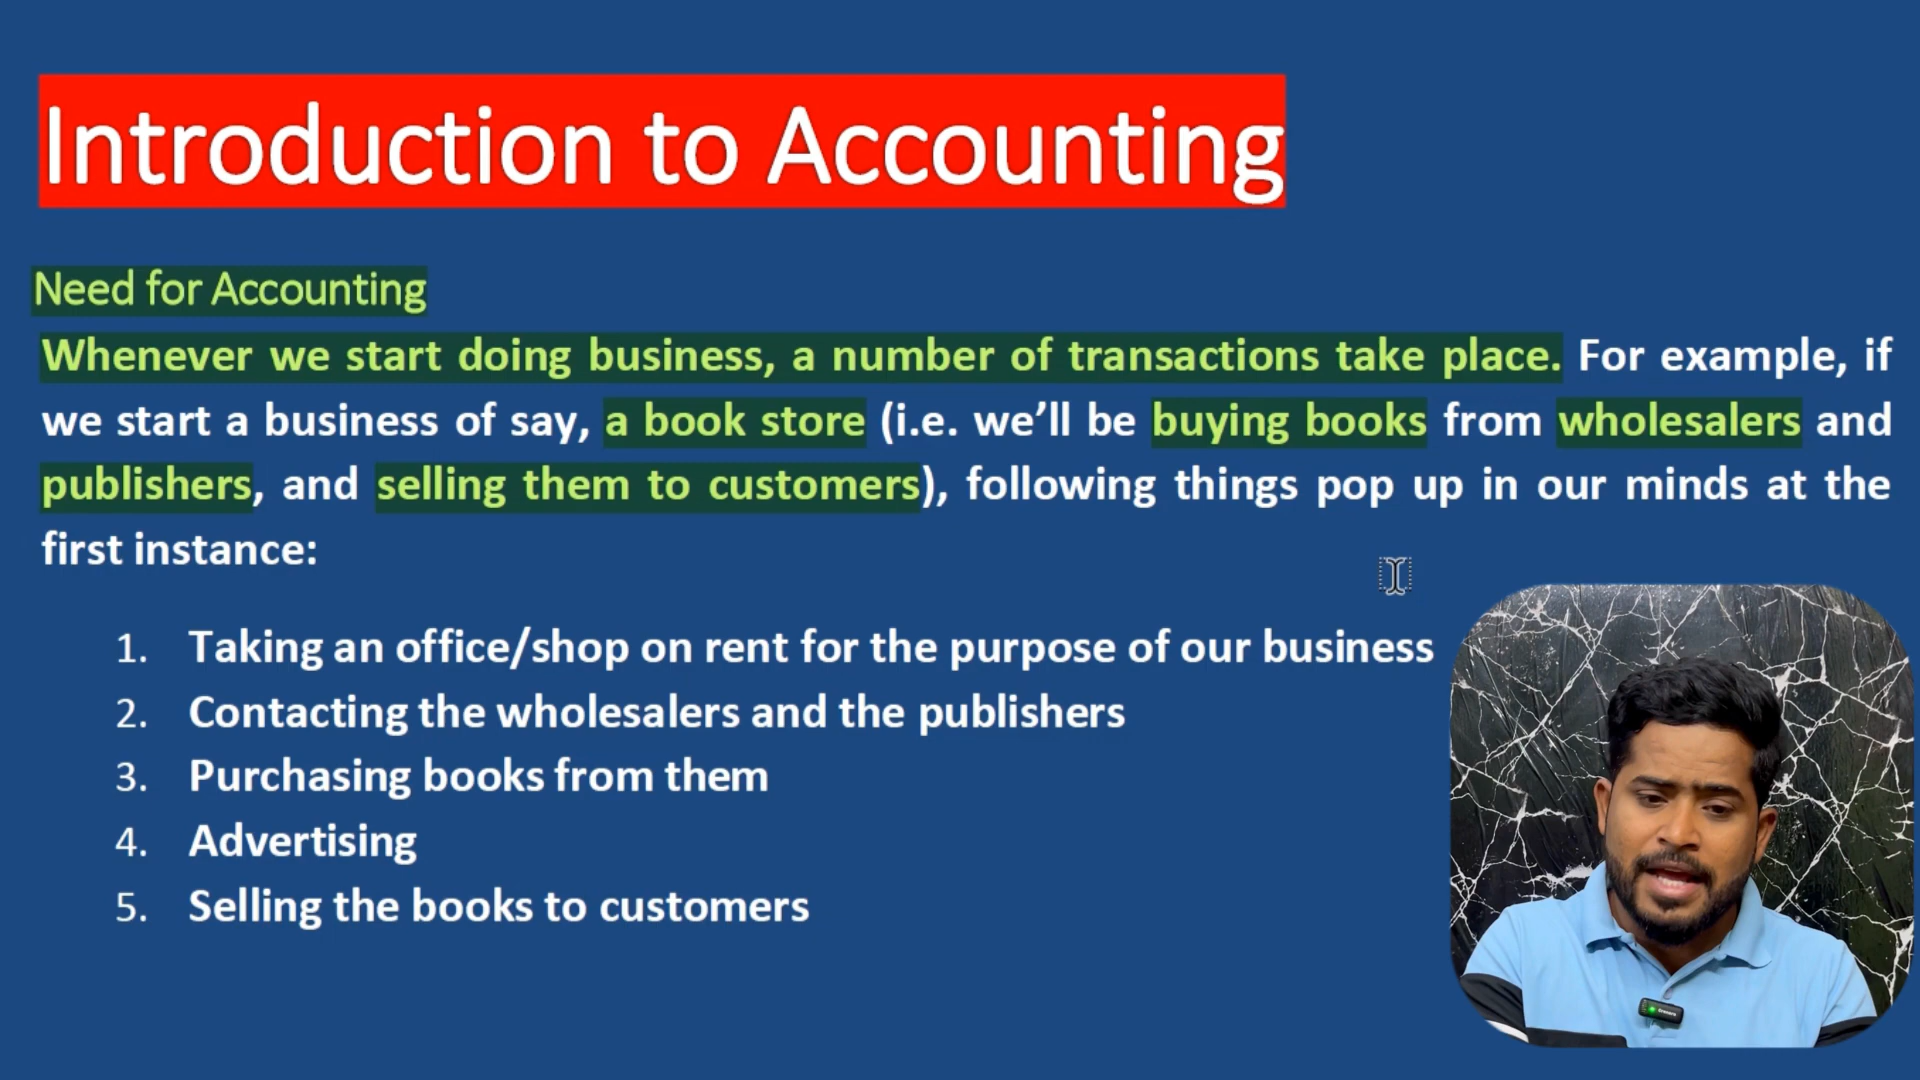 Introduction to Accounting
Need for Accounting
Whenever we start doing business, a number of transactions take place. For example, if
we start a business of say, a book store (i.e. we’ll be buying books from wholesalers and
publishers, and selling them to customers), following things pop up in our minds at the
first instance:
1. Taking an office/shop on rent for the purpose of our business
2. Contacting the wholesalers and the publishers
3. Purchasing books from them
4. Advertising
5. Selling the books to customers